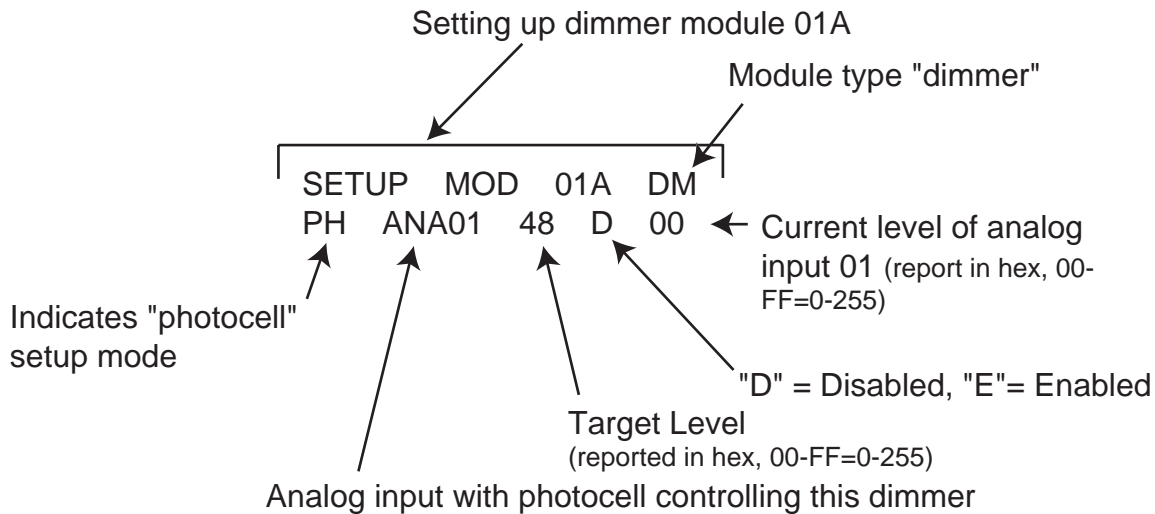 Setting up dimmer module 01A
Module type "dimmer"
SETUP MOD 01A DM
PH ANA01 48 D 00
Current level of analog
input 01 (report in hex, 00-
FF=0-255)
Indicates "photocell"
setup mode
"D" = Disabled, "E"= Enabled
Target Level
(reported in hex, 00-FF=0-255)
Analog input with photocell controlling this dimmer